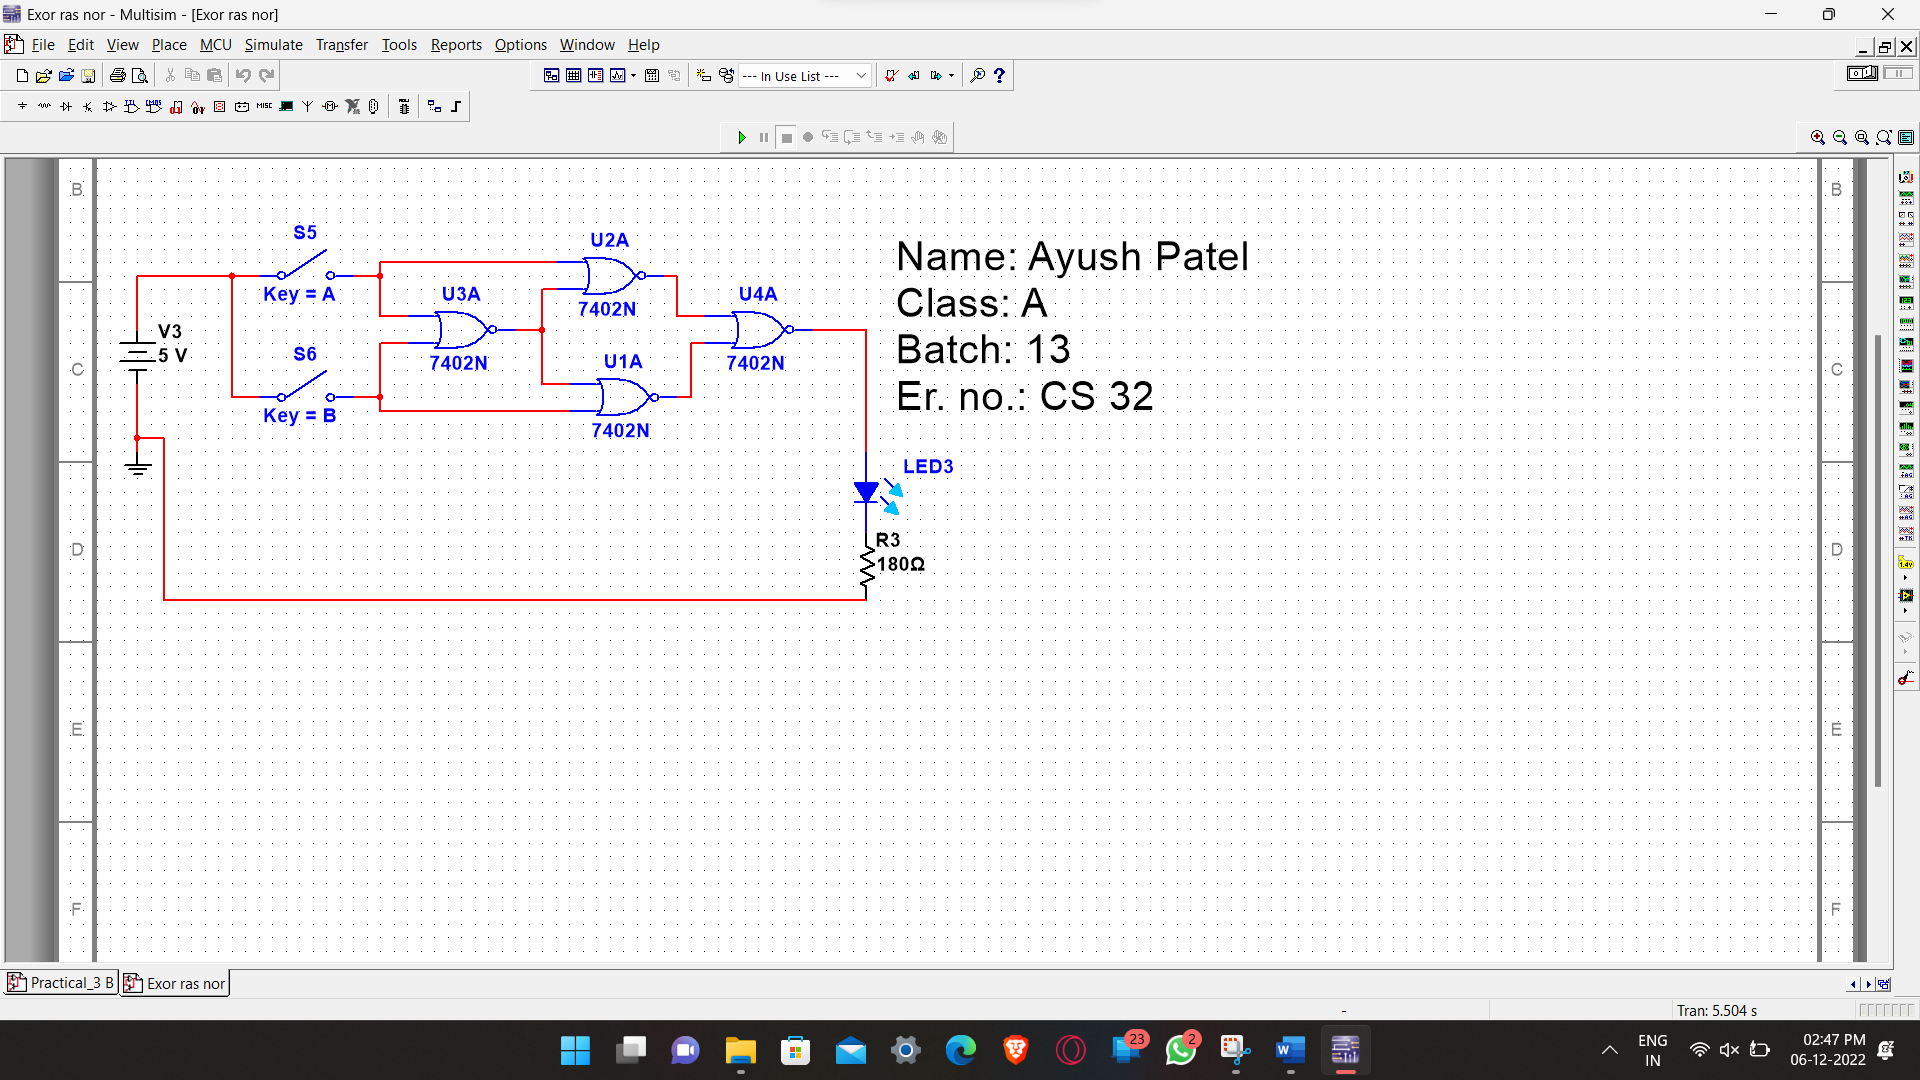 Exor ras nor - Multisim - [Exor ras nor]
File Edit View Place MCU Simulate Transfer Tools Reports Options Window Help
--- In Use List ---
MISC
B
B
S5
Key = A
U2A
7402N
U3A
7402N
U4A
7402N
V3
5 V
S6
Key = B
U1A
7402N
Name: Ayush Patel
Class: A
Batch: 13
Er. no.: CS 32
C
C
LED3
R3
180Ω
D
D
E
E
F
F
Practical_3 B
Exor ras nor
-
Tran: 5.504 s
23
2
ENG
IN
02:47 PM
06-12-2022